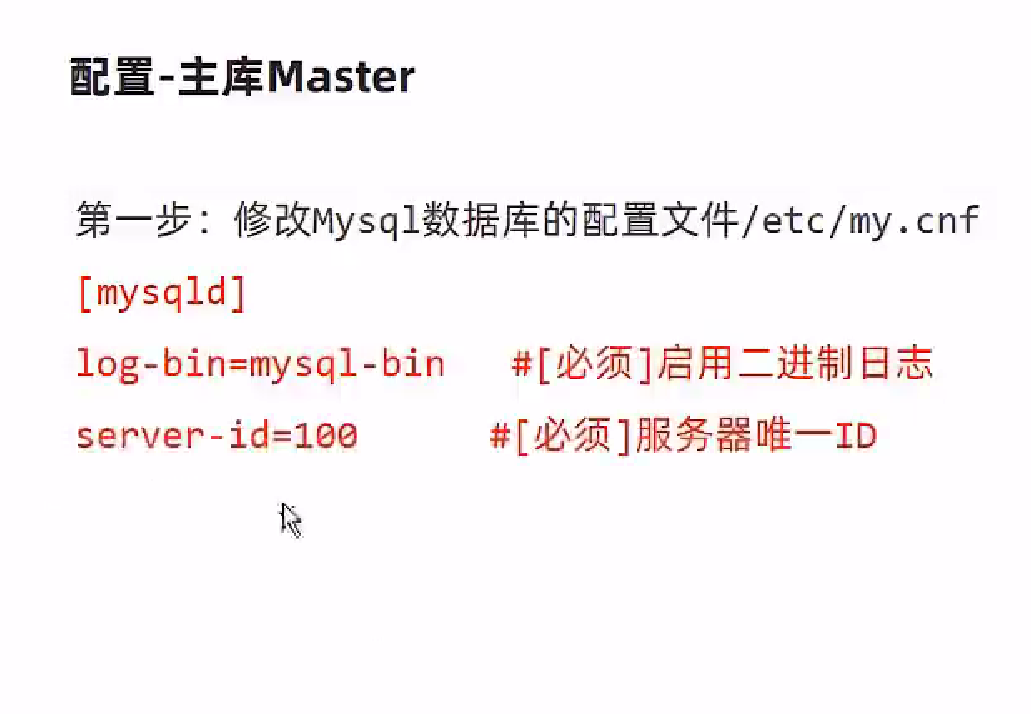 配置-主库Master
第一步：修改Mysql数据库的配置文件/etc/my.cnf
[mysqld]
log-bin=mysql-bin   #[必须]启用二进制日志
server-id=100      #[必须]服务器唯一ID